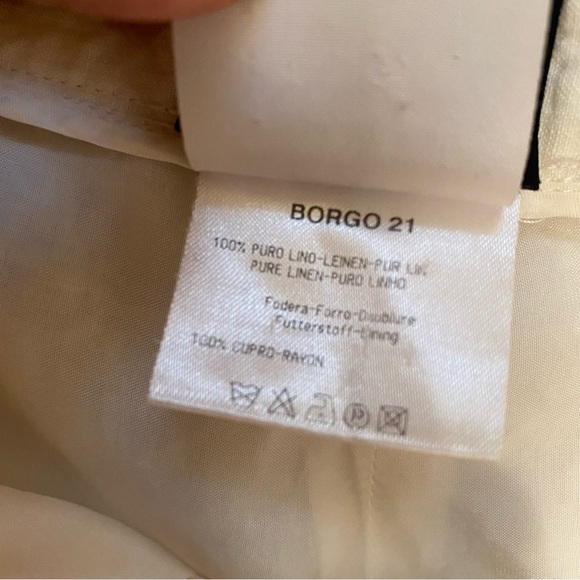 BORGO 21
100% PURO LINO-LEINEN-PUR LIN
PURE LINEN-PURO LINHO
Fodera-Forro-Doublure
Futterstoff-Lining
100% CUPRO-RAYON
P